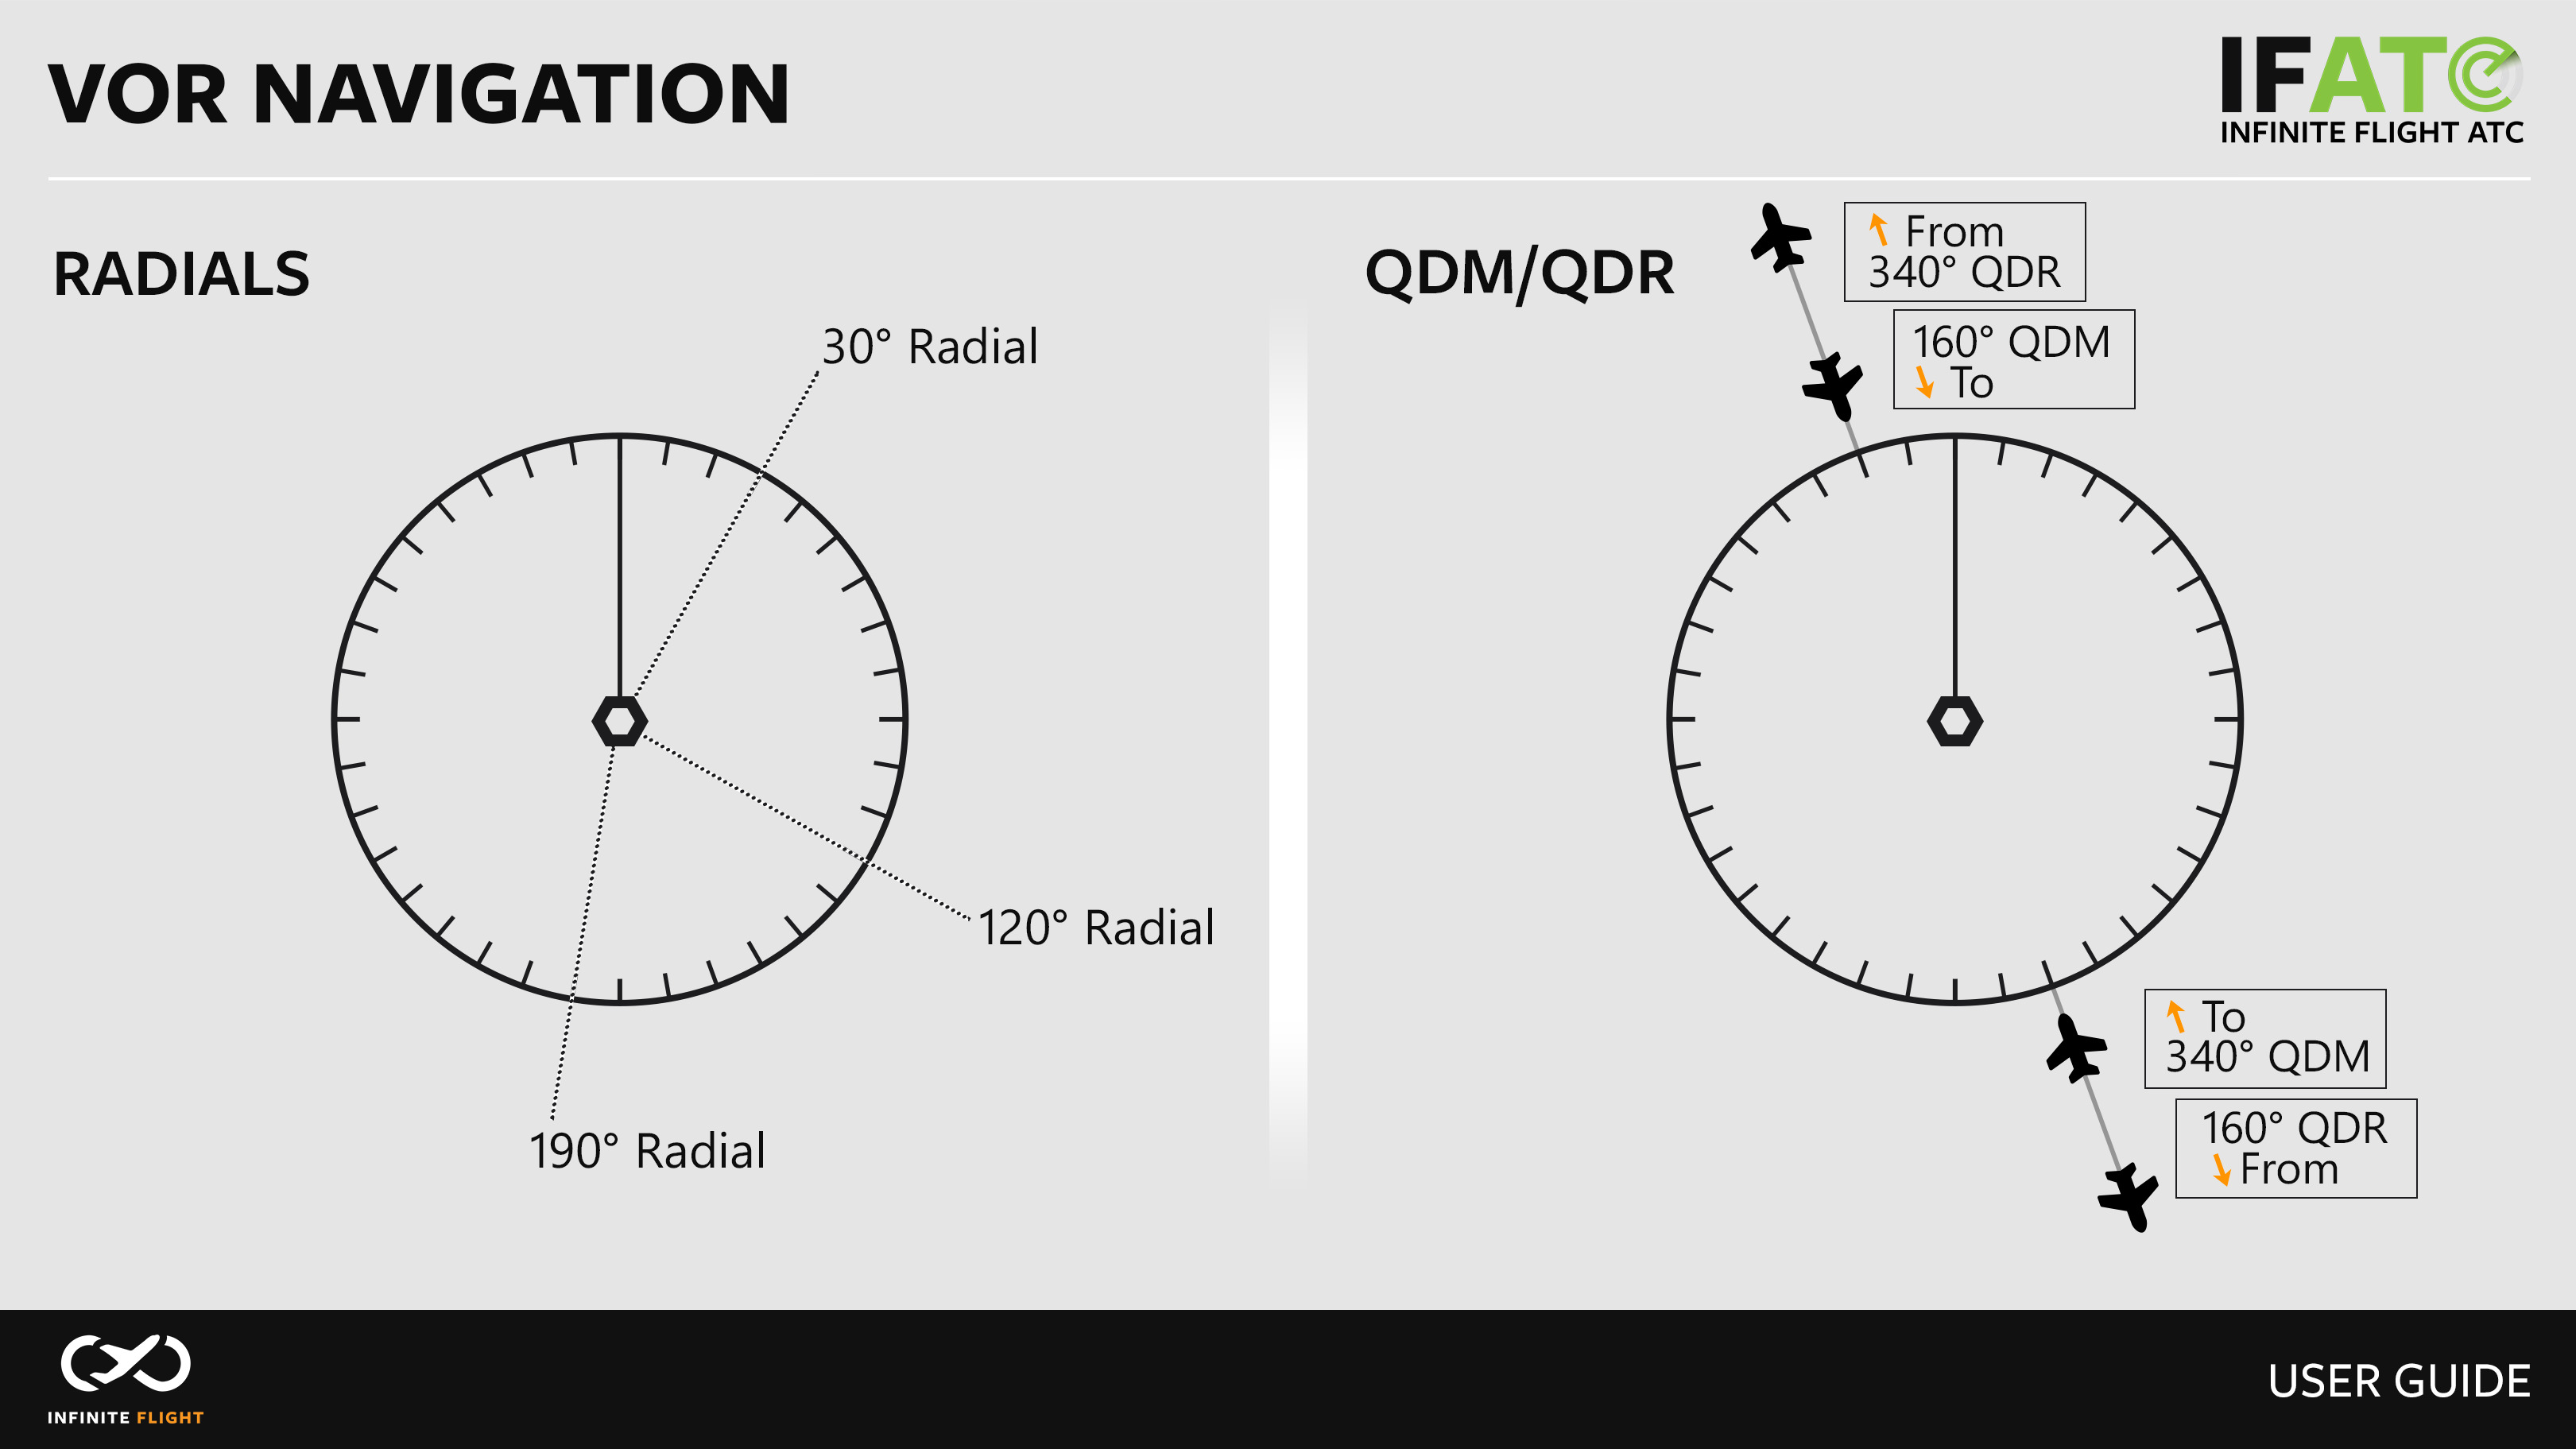 VOR NAVIGATION
IFATC
INFINITE FLIGHT ATC
RADIALS
30° Radial
120° Radial
190° Radial
QDM/QDR
From
340° QDR
160° QDM
To
To
340° QDM
160° QDR
From
INFINITE FLIGHT
USER GUIDE